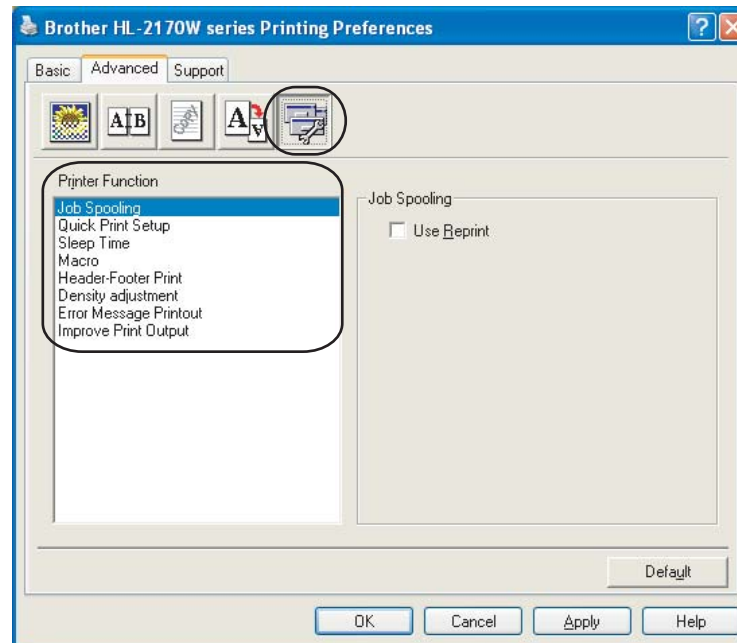 Brother HL-2170W series Printing Preferences
Basic Advanced Support
A B Copy A A
Printer Function
Job Spooling
Quick Print Setup
Sleep Time
Macro
Header-Footer Print
Density adjustment
Error Message Printout
Improve Print Output
Job Spooling
Use Reprint
Default
OK Cancel Apply Help